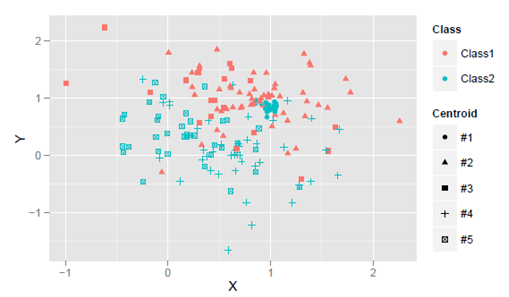 Class
Class1
Class2
Centroid
#1
#2
#3
#4
#5
2
1
0
−1
Y
−1
0
1
2
X